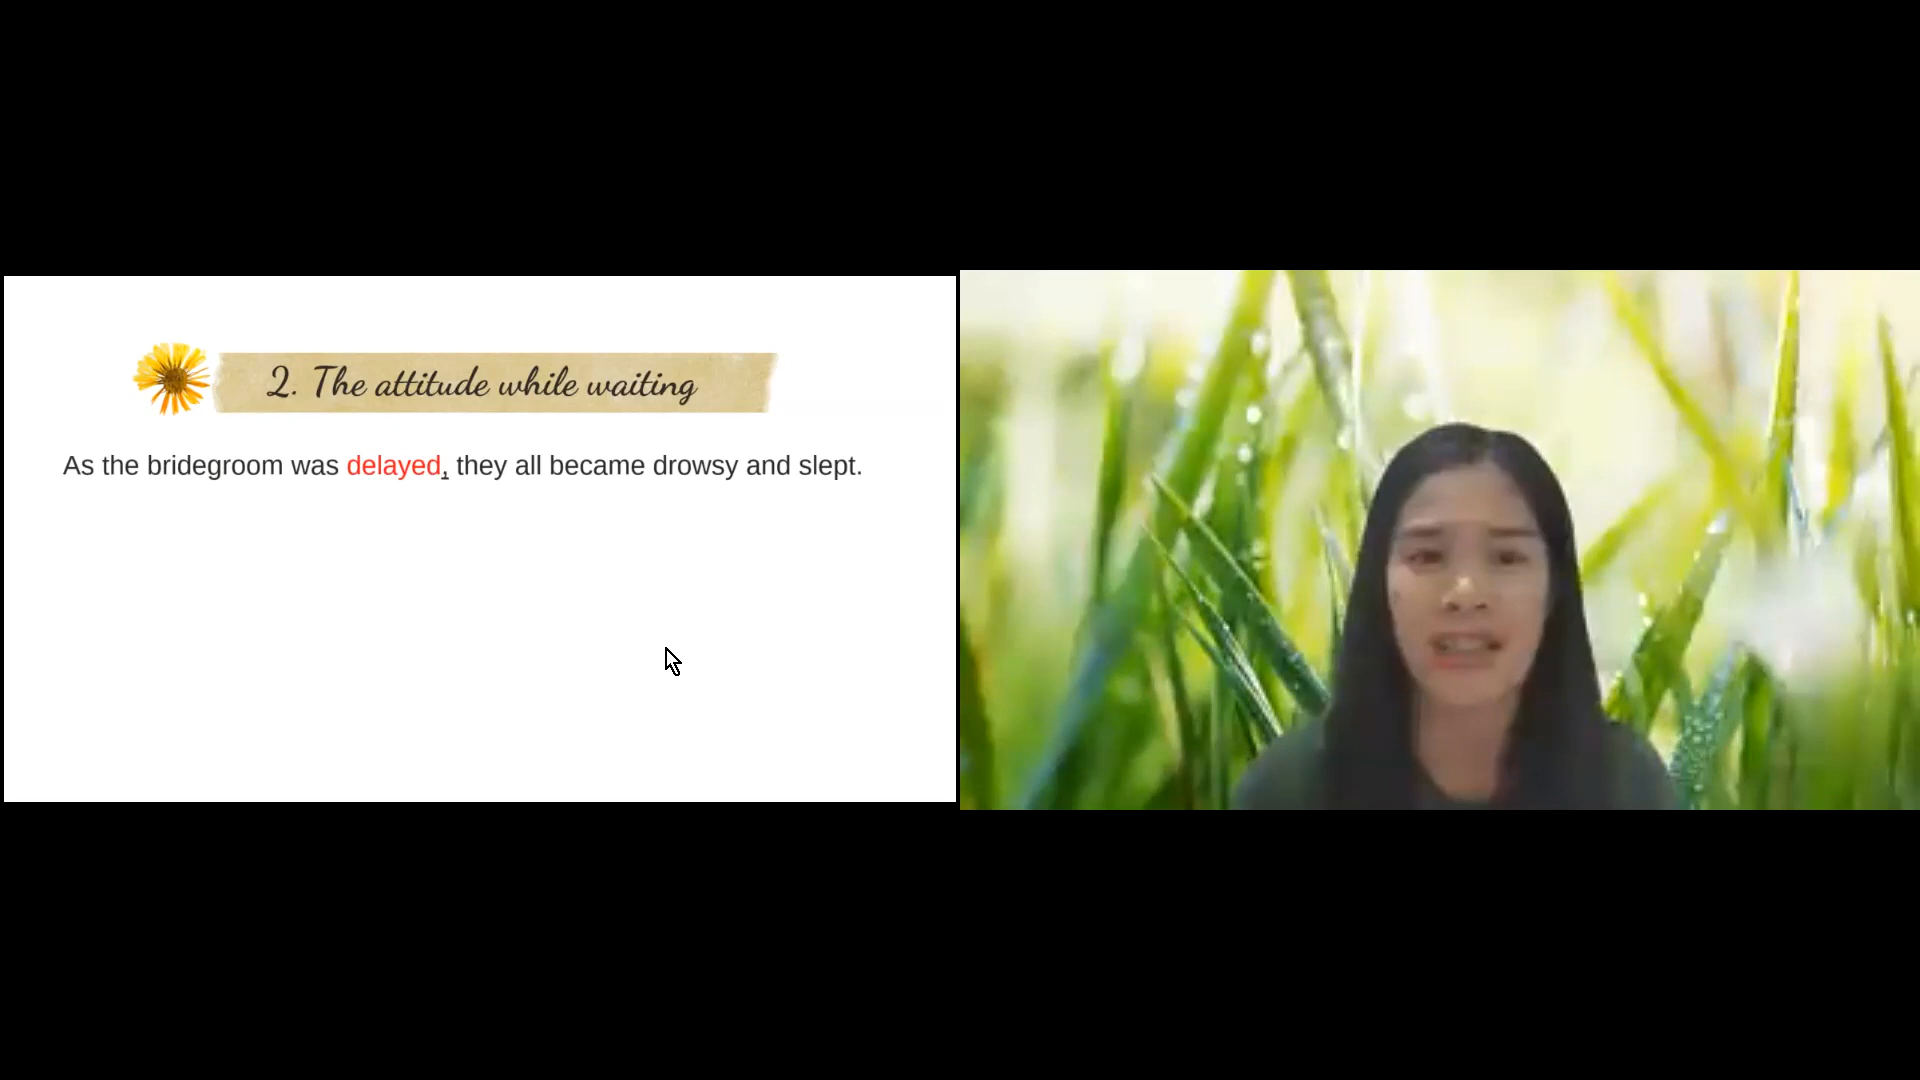 2. The attitude while waiting
As the bridegroom was delayed, they all became drowsy and slept.